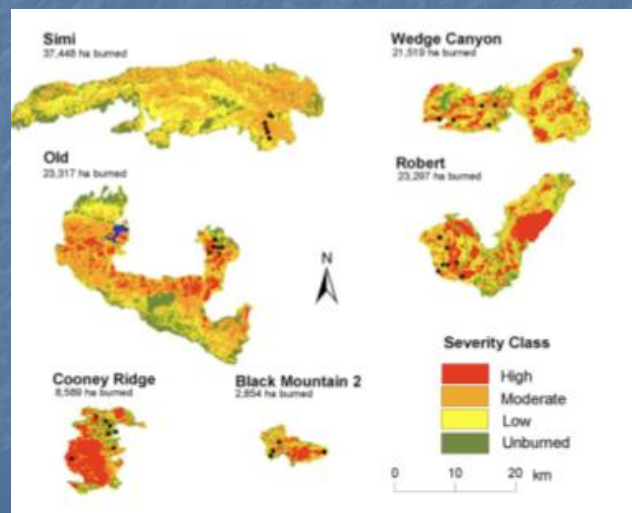 Simi
37,448 ha burned
Wedge Canyon
21,519 ha burned
Old
23,317 ha burned
Robert
23,297 ha burned
N
Cooney Ridge
8,589 ha burned
Black Mountain 2
2,854 ha burned
Severity Class
High
Moderate
Low
Unburned
0 10 20 km